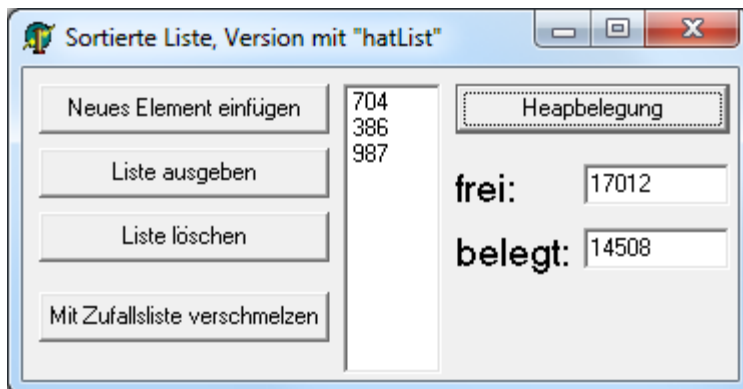 Sortierte Liste, Version mit "hatList"
Neues Element einfügen
Liste ausgeben
Liste löschen
Mit Zufallsliste verschmelzen
704
386
987
Heapbelegung
frei: 17012
belegt: 14508